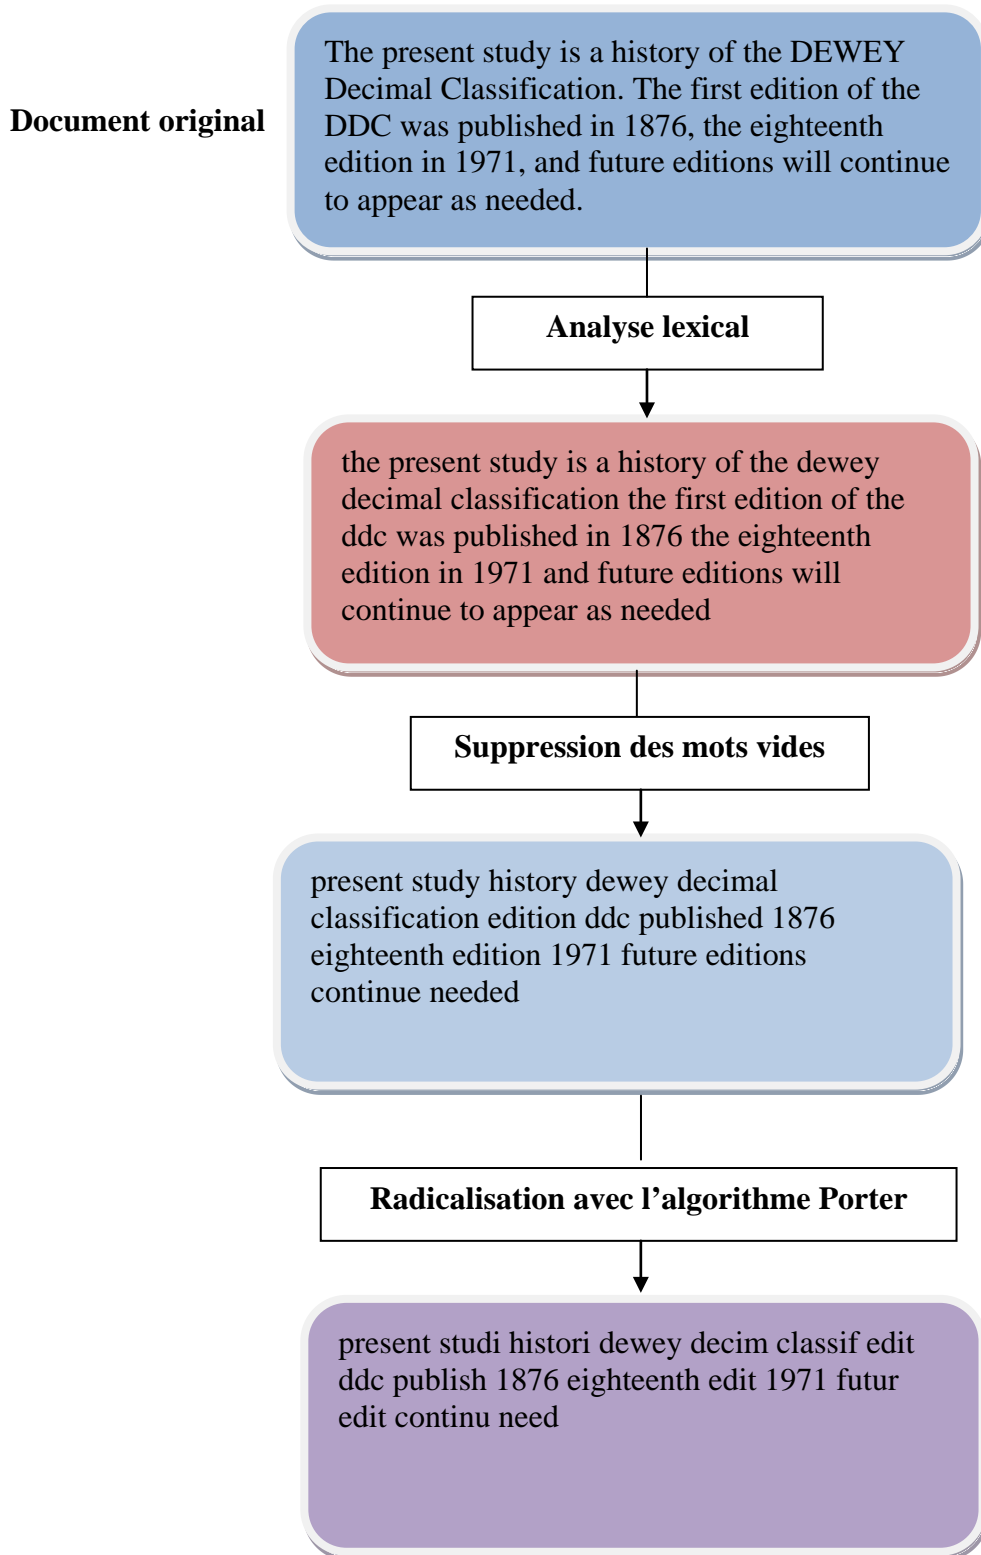 The present study is a history of the DEWEY
Decimal Classification. The first edition of the
Document original
DDC was published in 1876, the eighteenth
edition in 1971, and future editions will continue
to appear as needed.
Analyse lexical
the present study is a history of the dewey
decimal classification the first edition of the
ddc was published in 1876 the eighteenth
edition in 1971 and future editions will
continue to appear as needed
Suppression des mots vides
present study history dewey decimal
classification edition ddc published 1876
eighteenth edition 1971 future editions
continue needed
Radicalisation avec l’algorithme Porter
present studi histori dewey decim classif edit
ddc publish 1876 eighteenth edit 1971 futur
edit continu need